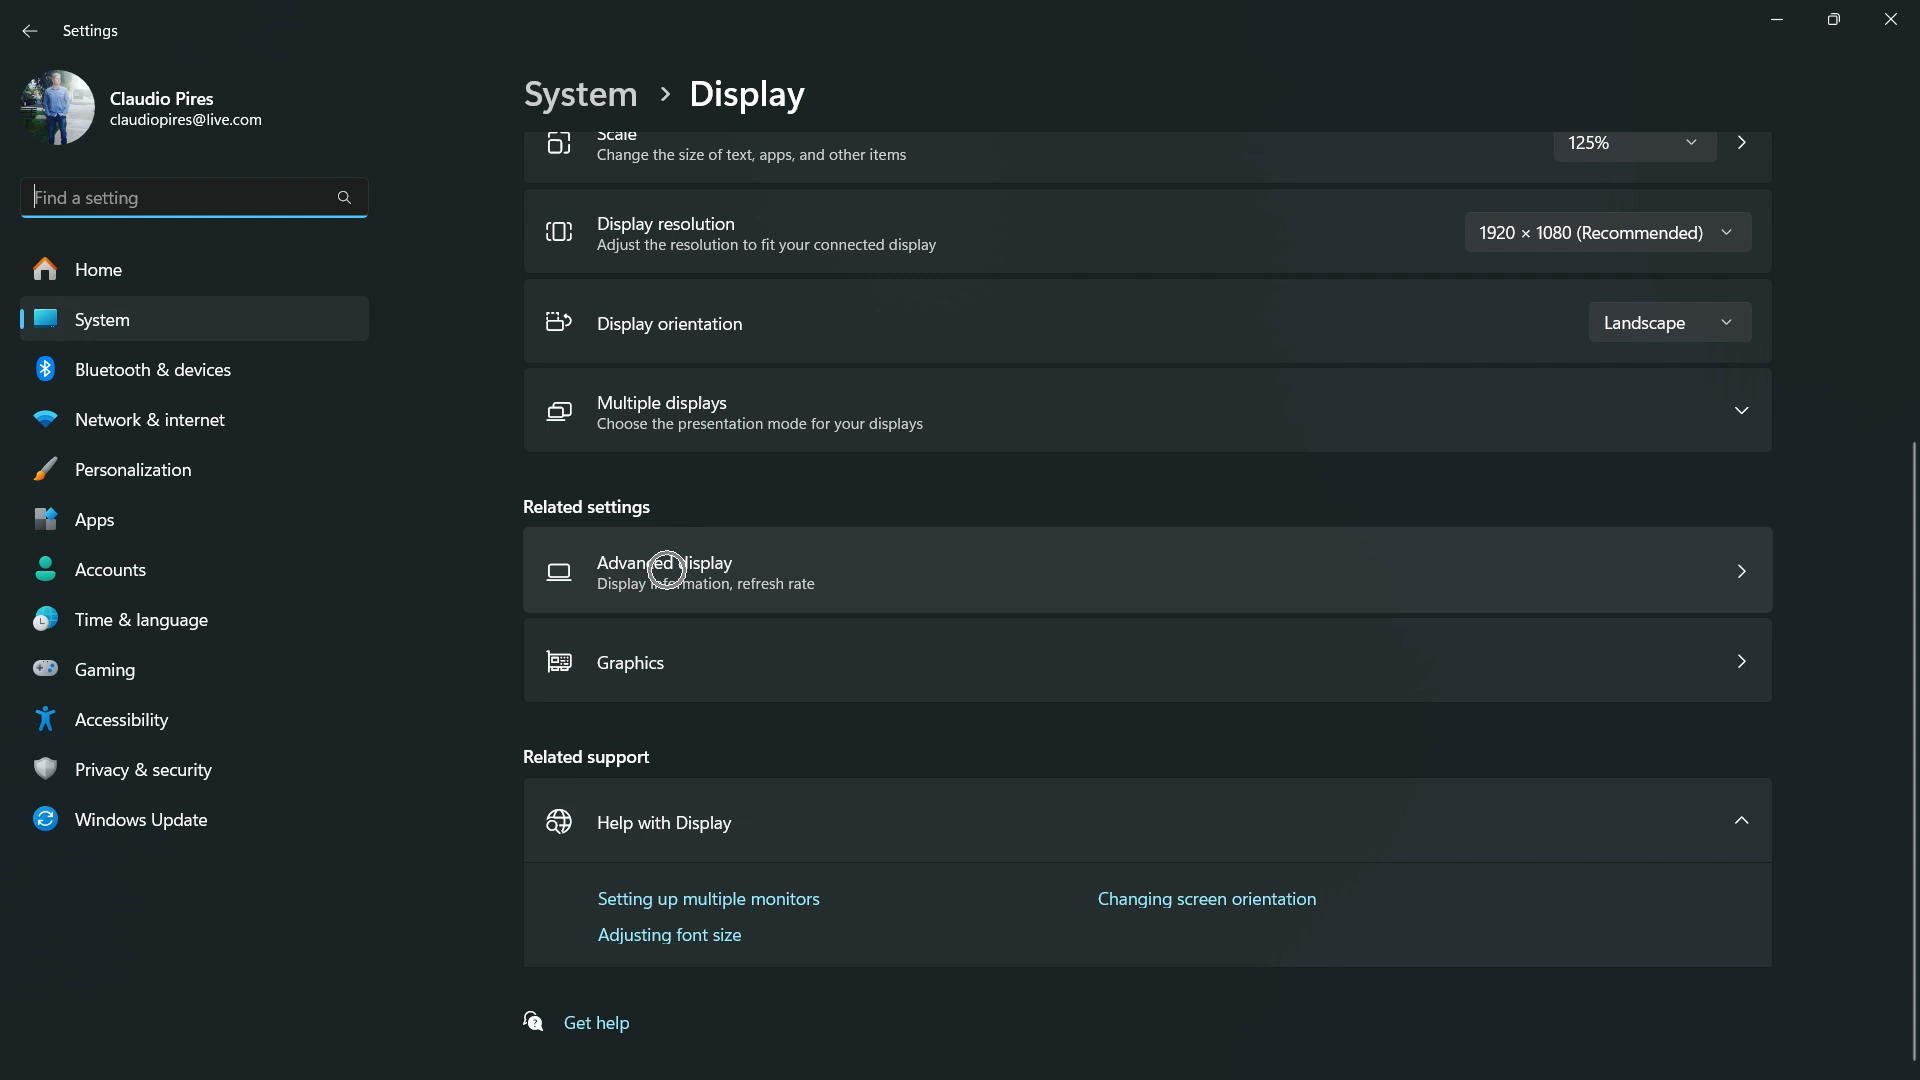 Settings
Claudio Pires
claudiopires@live.com
Find a setting
Home
System
Bluetooth & devices
Network & internet
Personalization
Apps
Accounts
Time & language
Gaming
Accessibility
Privacy & security
Windows Update
System > Display
Scale
Change the size of text, apps, and other items
125%
Display resolution
Adjust the resolution to fit your connected display
1920 × 1080 (Recommended)
Display orientation
Landscape
Multiple displays
Choose the presentation mode for your displays
Related settings
Advanced display
Display information, refresh rate
Graphics
Related support
Help with Display
Setting up multiple monitors
Changing screen orientation
Adjusting font size
Get help